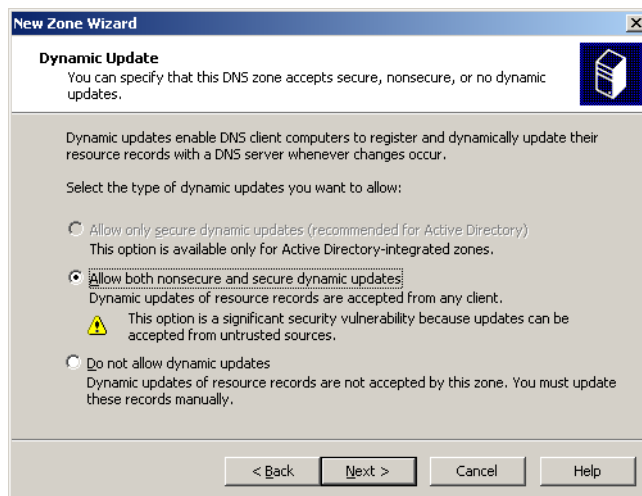 New Zone Wizard
Dynamic Update
You can specify that this DNS zone accepts secure, nonsecure, or no dynamic
updates.
Dynamic updates enable DNS client computers to register and dynamically update their
resource records with a DNS server whenever changes occur.
Select the type of dynamic updates you want to allow:
Allow only secure dynamic updates (recommended for Active Directory)
This option is available only for Active Directory-integrated zones.
Allow both nonsecure and secure dynamic updates
Dynamic updates of resource records are accepted from any client.
This option is a significant security vulnerability because updates can be
accepted from untrusted sources.
Do not allow dynamic updates
Dynamic updates of resource records are not accepted by this zone. You must update
these records manually.
< Back Next > Cancel Help